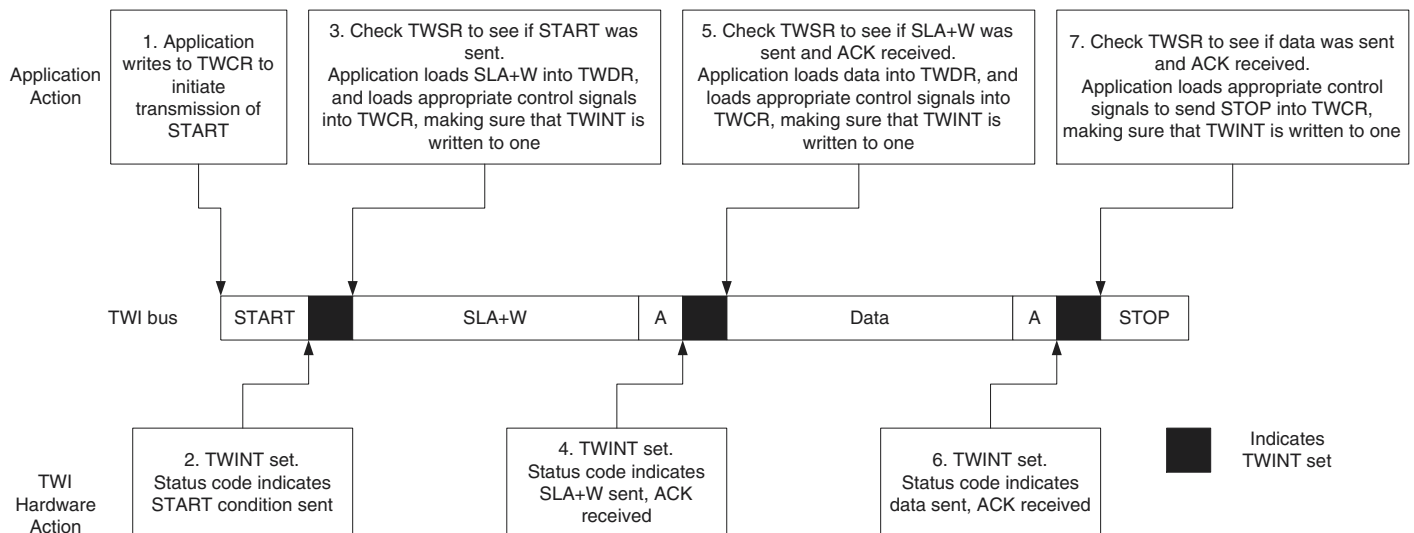 Application
Action
1. Application
writes to TWCR to
initiate
transmission of
START
3. Check TWSR to see if START was
sent.
Application loads SLA+W into TWDR,
and loads appropriate control signals
into TWCR, making sure that TWINT is
written to one
5. Check TWSR to see if SLA+W was
sent and ACK received.
Application loads data into TWDR, and
loads appropriate control signals into
TWCR, making sure that TWINT is
written to one
7. Check TWSR to see if data was sent
and ACK received.
Application loads appropriate control
signals to send STOP into TWCR,
making sure that TWINT is written to one
TWI bus
START
SLA+W
A
Data
A
STOP
TWI
Hardware
Action
2. TWINT set.
Status code indicates
START condition sent
4. TWINT set.
Status code indicates
SLA+W sent, ACK
received
6. TWINT set.
Status code indicates
data sent, ACK received
Indicates
TWINT set